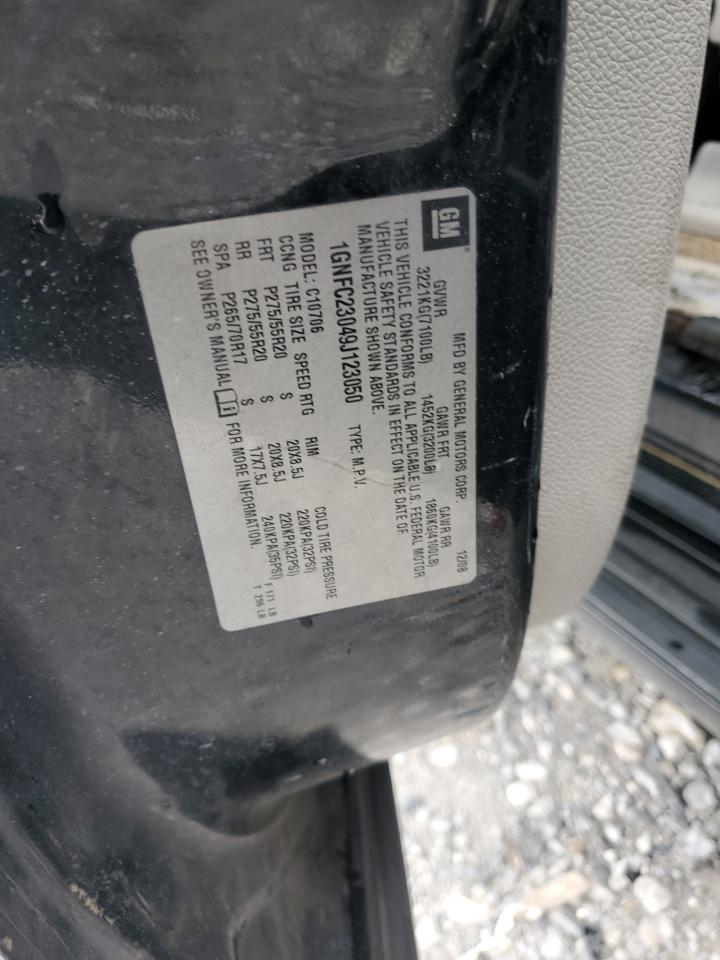 GM
MFD BY GENERAL MOTORS CORP. 12/08
GVWR GAWR FRT GAWR RR
3221KG(7100LB) 1452KG(3200LB) 1860KG(4100LB)
THIS VEHICLE CONFORMS TO ALL APPLICABLE U.S. FEDERAL MOTOR
VEHICLE SAFETY STANDARDS IN EFFECT ON THE DATE OF
MANUFACTURE SHOWN ABOVE.
1GNFC23049J123050 TYPE: M.P.V.
MODEL: C10706
CCNG TIRE SIZE SPEED RTG RIM COLD TIRE PRESSURE
FRT P275/55R20 S 20X8.5J 220KPA(32PSI)
RR P275/55R20 S 20X8.5J 220KPA(32PSI)
SPA P265/70R17 17X7.5J 240KPA(35PSI)
SEE OWNER'S MANUAL i FOR MORE INFORMATION.
F 171 LB
T 296 LB